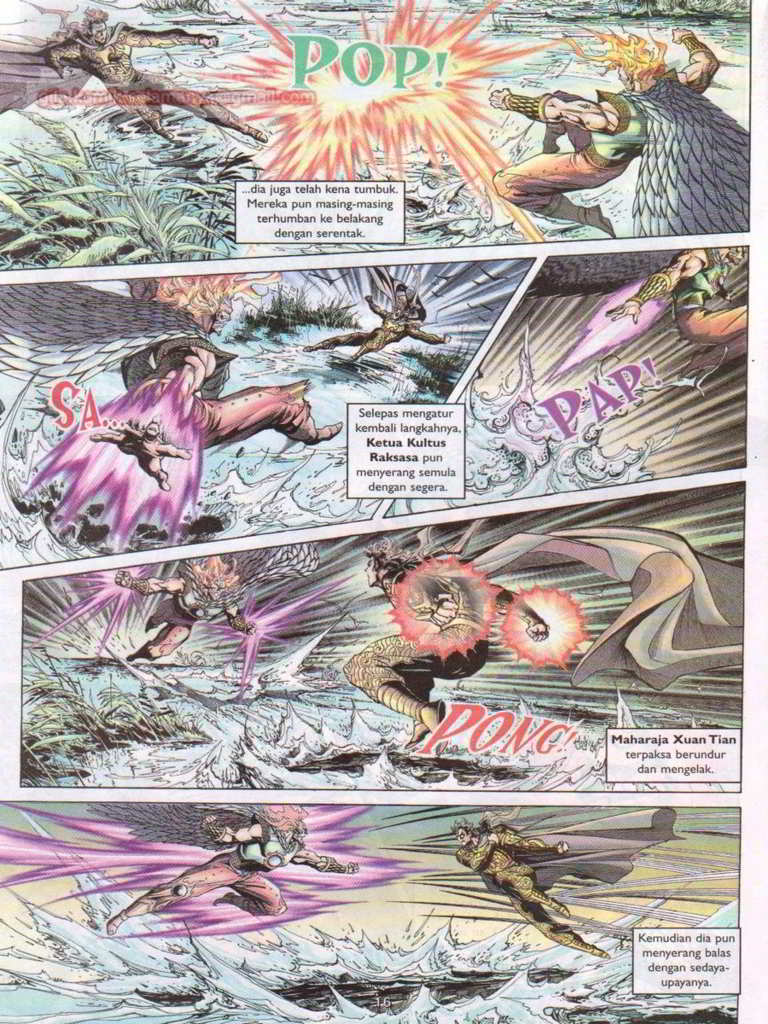 POP!
...dia juga telah kena tumbuk.
Mereka pun masing-masing
terhumban ke belakang
dengan serentak.
SA...
Selepas mengatur
kembali langkahnya,
Ketua Kultus
Raksasa pun
menyerang semula
dengan segera.
PAP!
PONG!
Maharaja Xuan Tian
terpaksa berundur
dan mengelak.
Kemudian dia pun
menyerang balas
dengan sedaya-
upayanya.
16